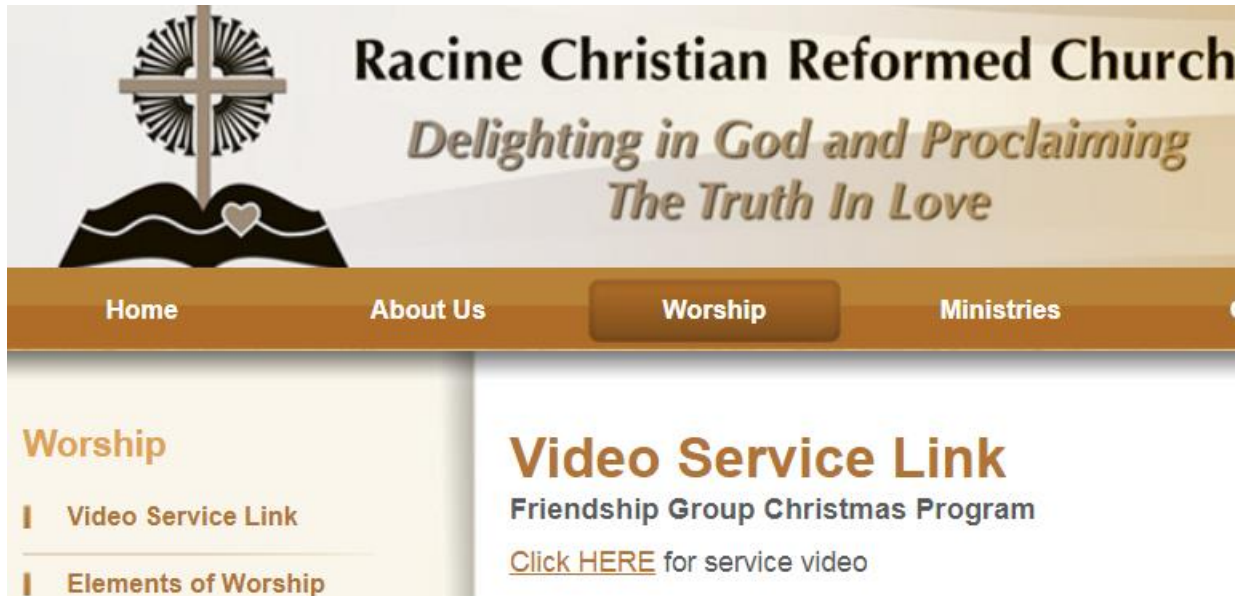 Racine Christian Reformed Church
Delighting in God and Proclaiming
The Truth In Love
Home About Us Worship Ministries
Worship
Video Service Link
Elements of Worship
Video Service Link
Friendship Group Christmas Program
Click HERE for service video